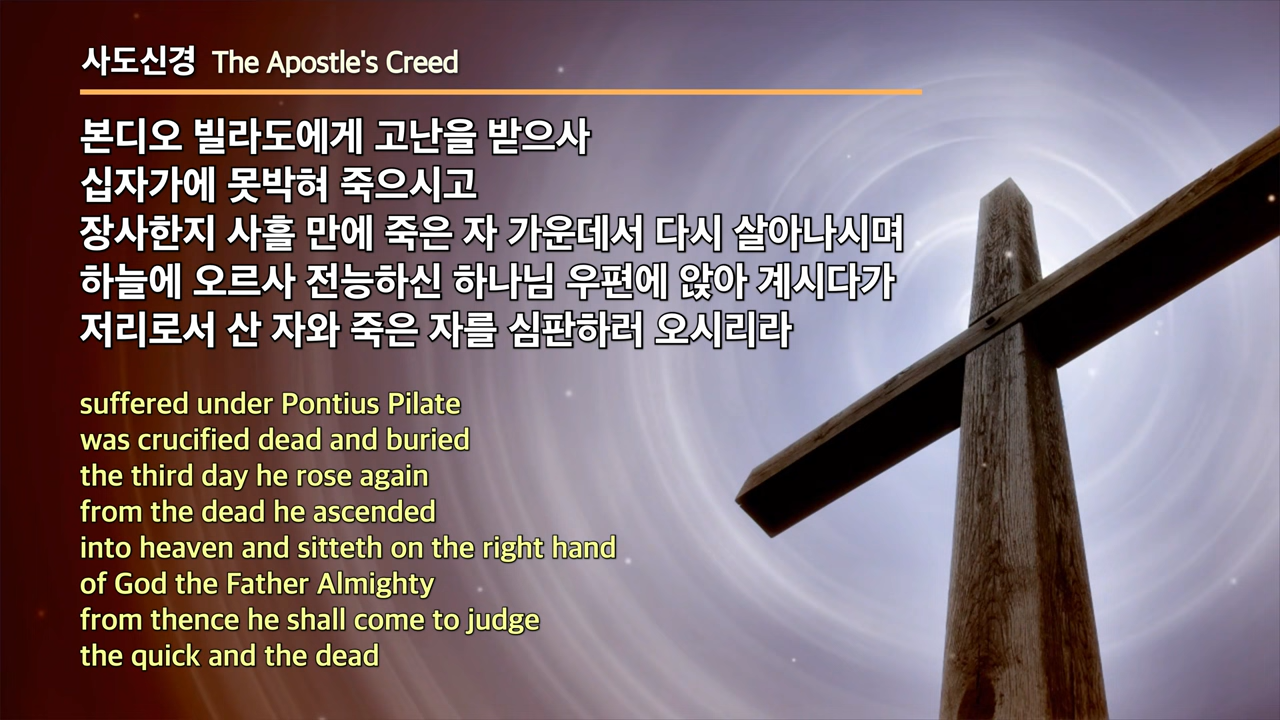 사도신경 The Apostle's Creed
본디오 빌라도에게 고난을 받으사
십자가에 못박혀 죽으시고
장사한지 사흘 만에 죽은 자 가운데서 다시 살아나시며
하늘에 오르사 전능하신 하나님 우편에 앉아 계시다가
저리로서 산 자와 죽은 자를 심판하러 오시리라
suffered under Pontius Pilate
was crucified dead and buried
the third day he rose again
from the dead he ascended
into heaven and sitteth on the right hand
of God the Father Almighty
from thence he shall come to judge
the quick and the dead